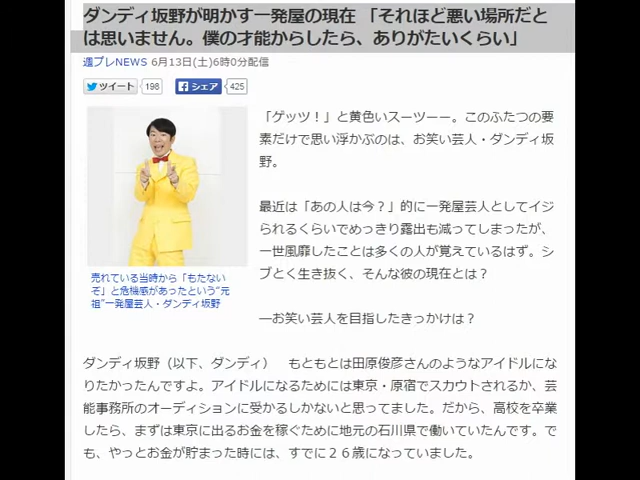 ダンディ坂野が明かす一発屋の現在 「それほど悪い場所だと
は思いません。僕の才能からしたら、ありがたいくらい」
週プレNEWS 6月13日(土)6時0分配信
ツイート 198 シェア 425
「ゲッツ！」と黄色いスーツーー。このふたつの要
素だけで思い浮かぶのは、お笑い芸人・ダンディ坂
野。
最近は「あの人は今？」的に一発屋芸人としてイジ
られるくらいでめっきり露出も減ってしまったが、
一世風靡したことは多くの人が覚えているはず。シ
ブとく生き抜く、そんな彼の現在とは？
売れている当時から「もたない
ぞ」と危機感があったという“元
祖”一発屋芸人・ダンディ坂野
―お笑い芸人を目指したきっかけは？
ダンディ坂野（以下、ダンディ） もともとは田原俊彦さんのようなアイドルにな
りたかったんですよ。アイドルになるためには東京・原宿でスカウトされるか、芸
能事務所のオーディションに受かるしかないと思ってました。だから、高校を卒業
したら、まずは東京に出るお金を稼ぐために地元の石川県で働いていたんです。で
も、やっとお金が貯まった時には、すでに２６歳になっていました。